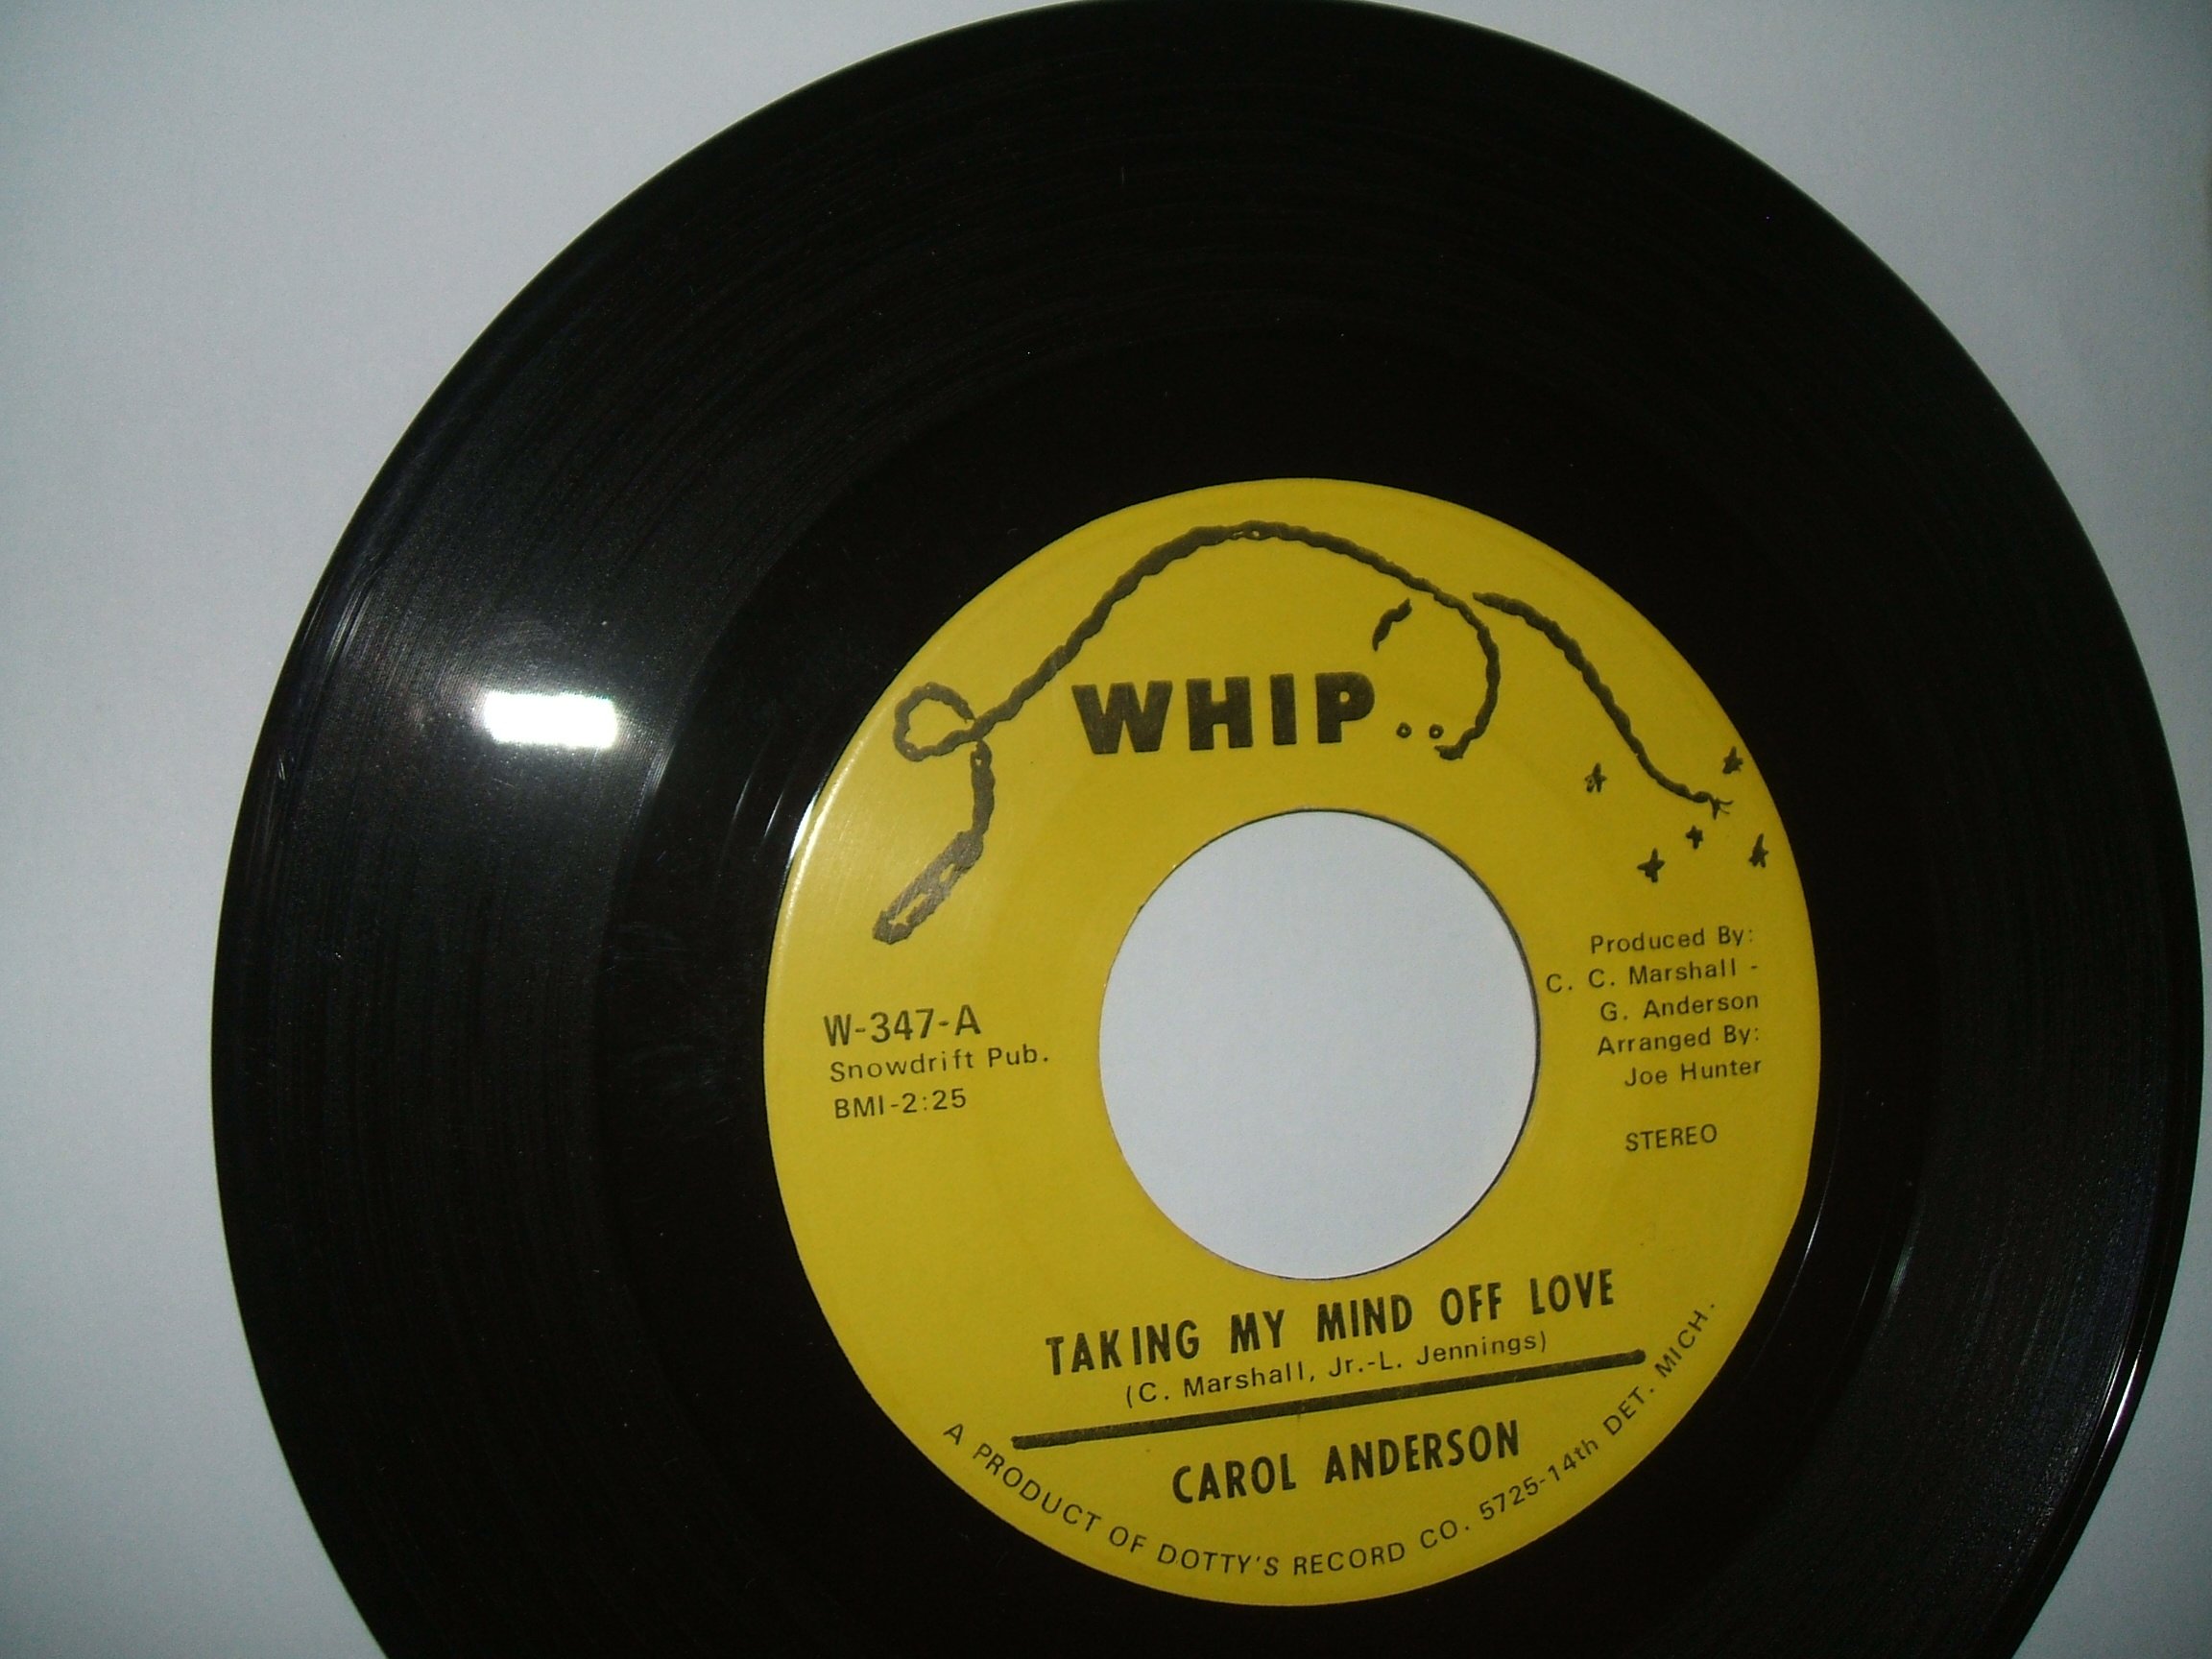 WHIP..
W-347-A
Snowdrift Pub.
BMI-2:25
Produced By:
C. C. Marshall -
G. Anderson
Arranged By:
Joe Hunter
STEREO
TAKING MY MIND OFF LOVE
(C. Marshall, Jr.-L. Jennings)
CAROL ANDERSON
A PRODUCT OF DOTTY'S RECORD CO. 5725-14th DET. MICH.